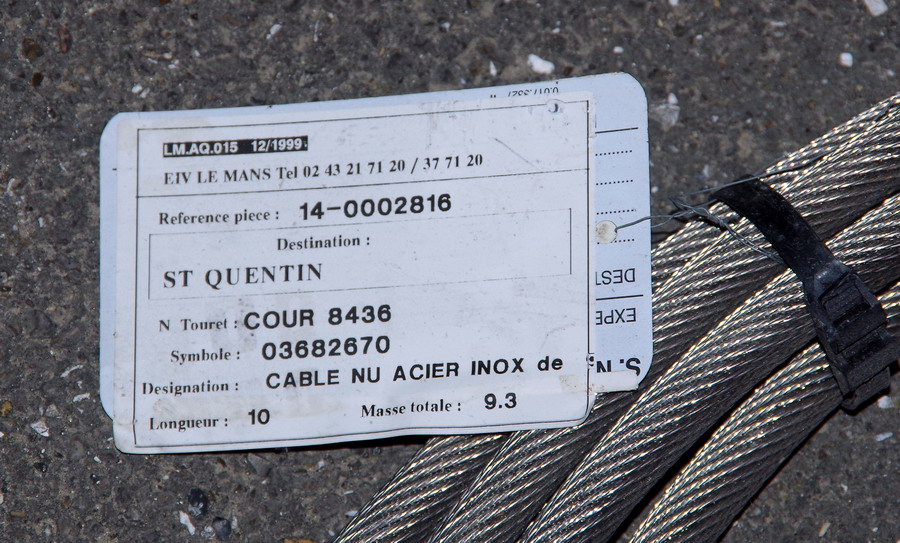 LM.AQ.015 12/1999
EIV LE MANS Tel 02 43 21 71 20 / 37 71 20
Reference piece : 14-0002816
Destination :
ST QUENTIN
N Touret : COUR 8436
Symbole : 03682670
Designation : CABLE NU ACIER INOX de
Longueur : 10 Masse totale : 9.3
DEST
EXPE
S.N.